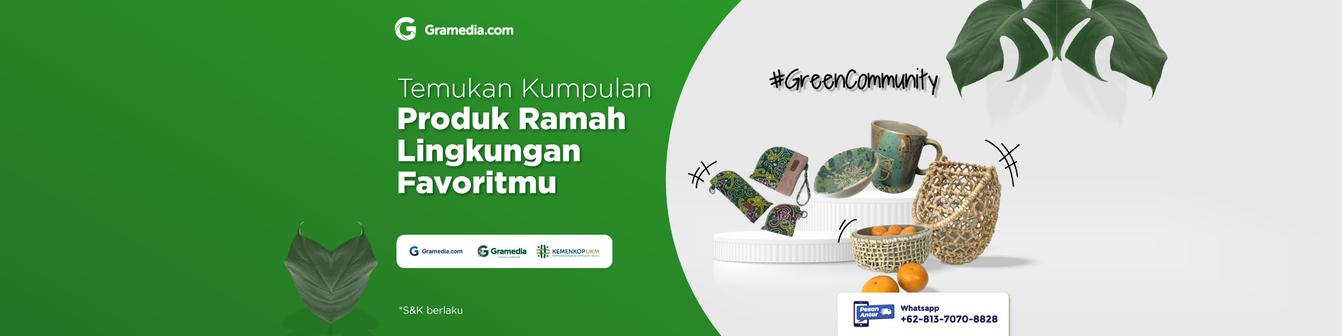 Gramedia.com
Temukan Kumpulan
Produk Ramah
Lingkungan
Favoritmu
Gramedia.com
Gramedia
KEMENKOPUKM
*S&K berlaku
#GreenCommunity
Pesan
Antar
Whatsapp
+62-813-7070-8828